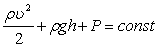 ρυ²/2 + ρgh + P = const